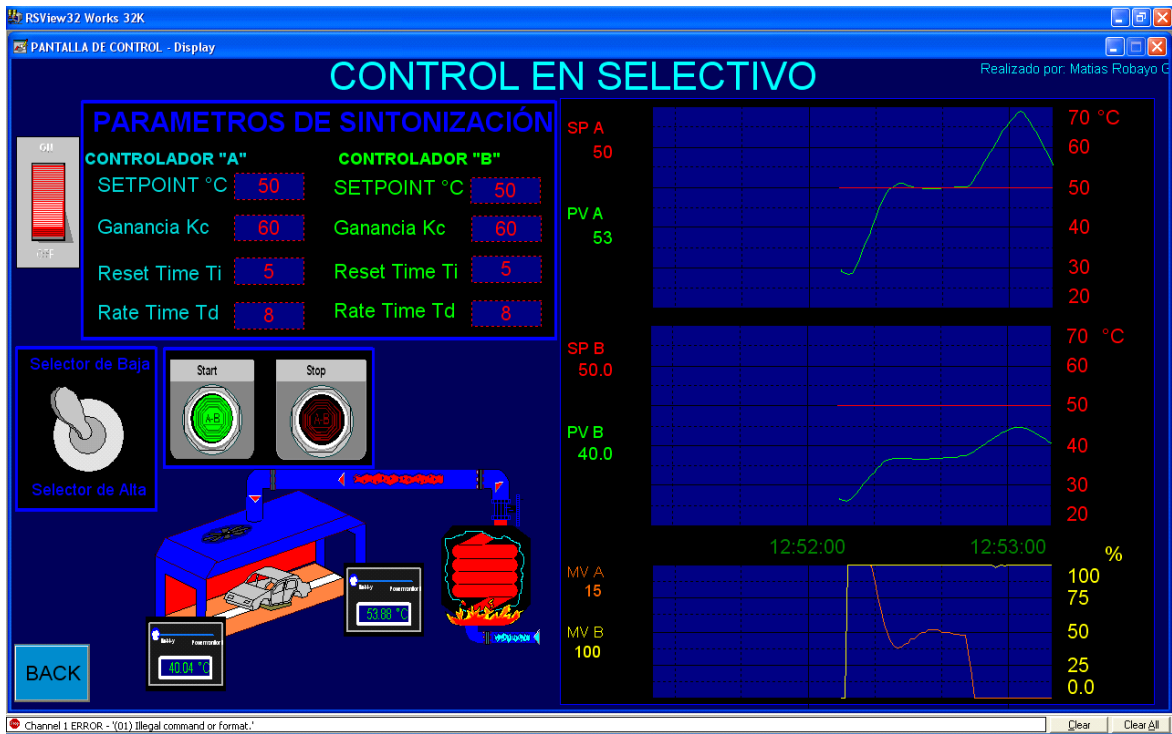 RSView32 Works 32K
PANTALLA DE CONTROL - Display
CONTROL EN SELECTIVO
Realizado por: Matias Robayo G
PARAMETROS DE SINTONIZACIÓN
ON
OFF
CONTROLADOR "A"
SETPOINT °C 50
Ganancia Kc 60
Reset Time Ti 5
Rate Time Td 8
CONTROLADOR "B"
SETPOINT °C 50
Ganancia Kc 60
Reset Time Ti 5
Rate Time Td 8
SP A
50
PV A
53
70 °C
60
50
40
30
20
SP B
50.0
PV B
40.0
70 °C
60
50
40
30
20
12:52:00 12:53:00
MV A
15
MV B
100
%
100
75
50
25
0.0
Selector de Baja
Selector de Alta
Start
A-B
Stop
A-B
53.88 °C
40.04 °C
BACK
Channel 1 ERROR - '(01) Illegal command or format.'
Clear
Clear All